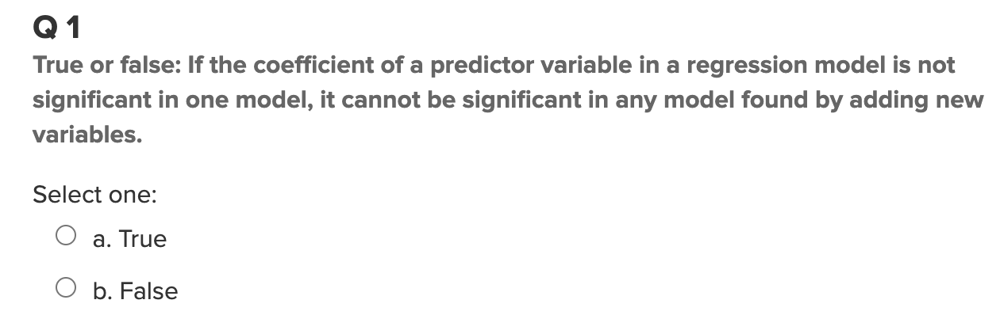 Q 1
True or false: If the coefficient of a predictor variable in a regression model is not
significant in one model, it cannot be significant in any model found by adding new
variables.
Select one:
a. True
b. False